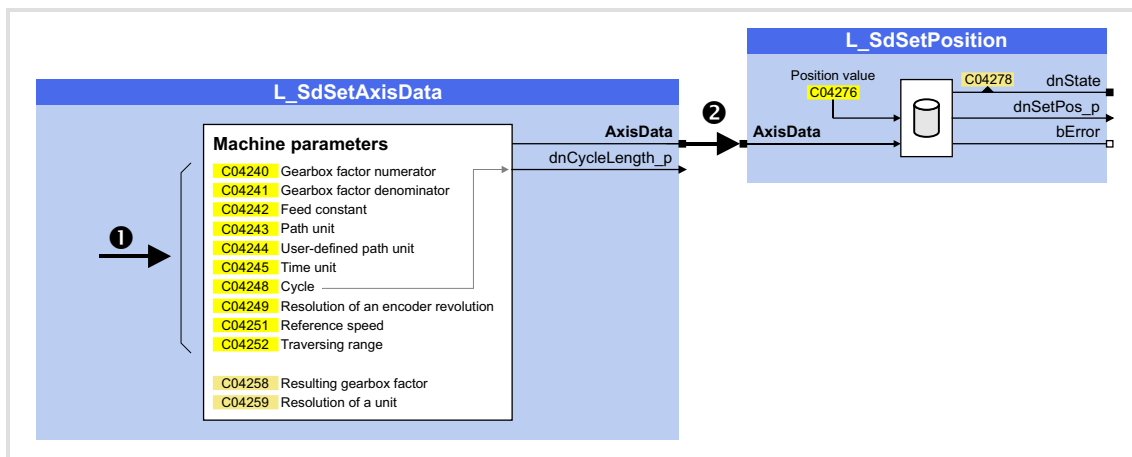 L_SdSetPosition
Position value
C04276
C04278
dnState
dnSetPos_p
bError
AxisData
❷
L_SdSetAxisData
AxisData
dnCycleLength_p
Machine parameters
C04240 Gearbox factor numerator
C04241 Gearbox factor denominator
C04242 Feed constant
C04243 Path unit
C04244 User-defined path unit
C04245 Time unit
C04248 Cycle
C04249 Resolution of an encoder revolution
C04251 Reference speed
C04252 Traversing range
C04258 Resulting gearbox factor
C04259 Resolution of a unit
❶